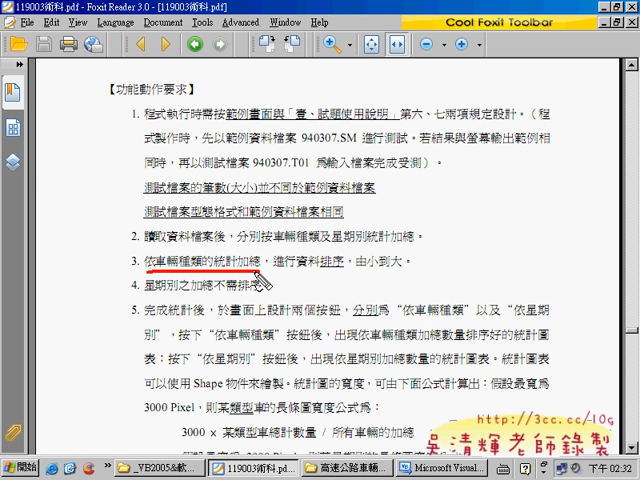 119003術科.pdf - Foxit Reader 3.0 - [119003術科.pdf]
File Edit View Language Document Tools Advanced Window Help
Cool Foxit Toolbar
【功能動作要求】
1. 程式執行時需按範例畫面與「壹、試題使用說明」第六、七兩項規定設計。（程
式製作時，先以範例資料檔案 940307.SM 進行測試。若結果與螢幕輸出範例相
同時，再以測試檔案 940307.T01 為輸入檔案完成受測）。
測試檔案的筆數(大小)並不同於範例資料檔案
測試檔案型態格式和範例資料檔案相同
2. 讀取資料檔案後，分別按車輛種類及星期別統計加總。
3. 依車輛種類的統計加總，進行資料排序，由小到大。
4. 星期別之加總不需排序。
5. 完成統計後，於畫面上設計兩個按鈕，分別為“依車輛種類”以及“依星期
別”，按下“依車輛種類”按鈕後，出現依車輛種類加總數量排序好的統計圖
表；按下“依星期別”按鈕後，出現依星期別加總數量的統計圖表。統計圖表
可以使用 Shape 物件來繪製。統計圖的寬度，可由下面公式計算出：假設最寬為
3000 Pixel，則某類型車的長條圖寬度公式為：
3000 × 某類型車總計數量 / 所有車輛的加總
http://3cc.cc/10g
吳清輝老師錄製
開始 _VB2005&軟... 119003術科.pd... 高速公路車輛... Microsoft Visual... 下午 02:32